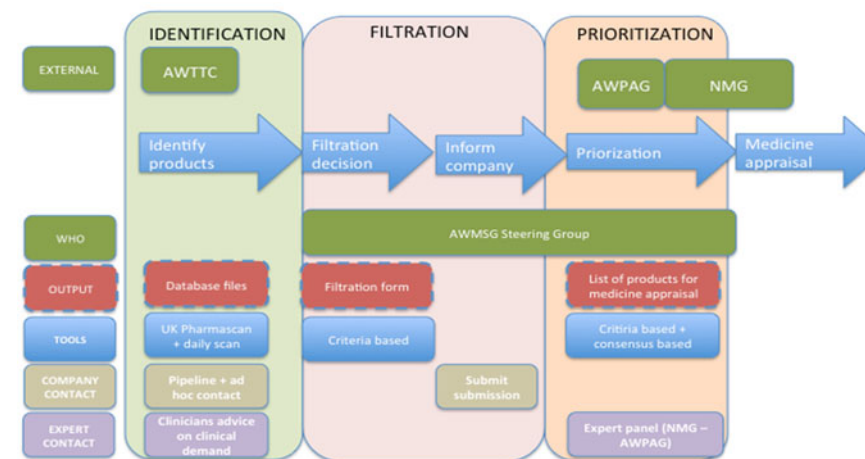 IDENTIFICATION
FILTRATION
PRIORITIZATION
EXTERNAL
AWTTC
AWPAG
NMG
Identify
products
Filtration
decision
Inform
company
Priorization
Medicine
appraisal
WHO
AWMSG Steering Group
OUTPUT
Database files
Filtration form
List of products for
medicine appraisal
TOOLS
UK Pharmascan
+ daily scan
Criteria based
Critiria based +
consensus based
COMPANY
CONTACT
Pipeline + ad
hoc contact
Submit
submission
EXPERT
CONTACT
Clinicians advice
on clinical
demand
Expert panel (NMG –
AWPAG)